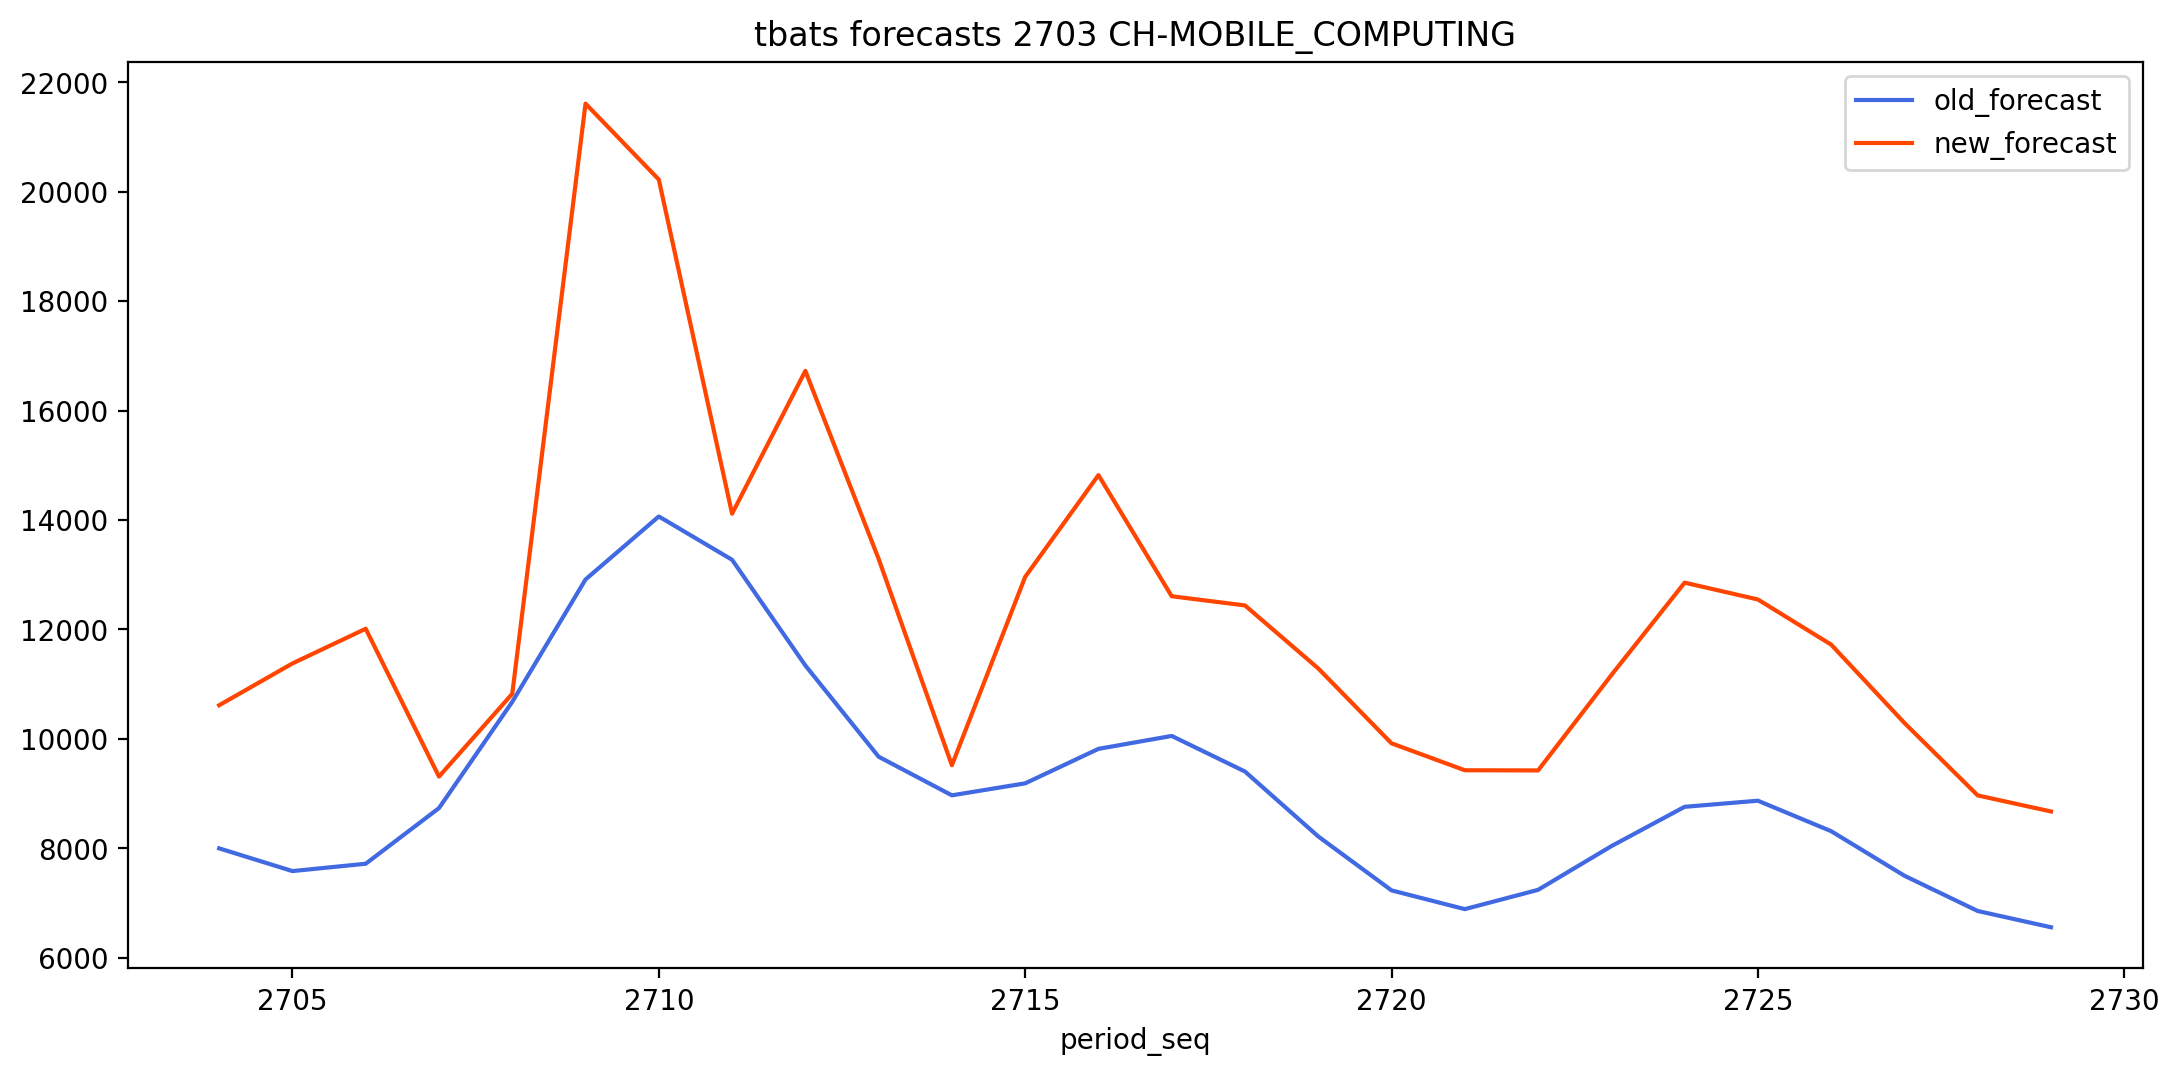 tbats forecasts 2703 CH-MOBILE_COMPUTING
22000
20000
18000
16000
14000
12000
10000
8000
6000
old_forecast
new_forecast
2705 2710 2715 2720 2725 2730
period_seq